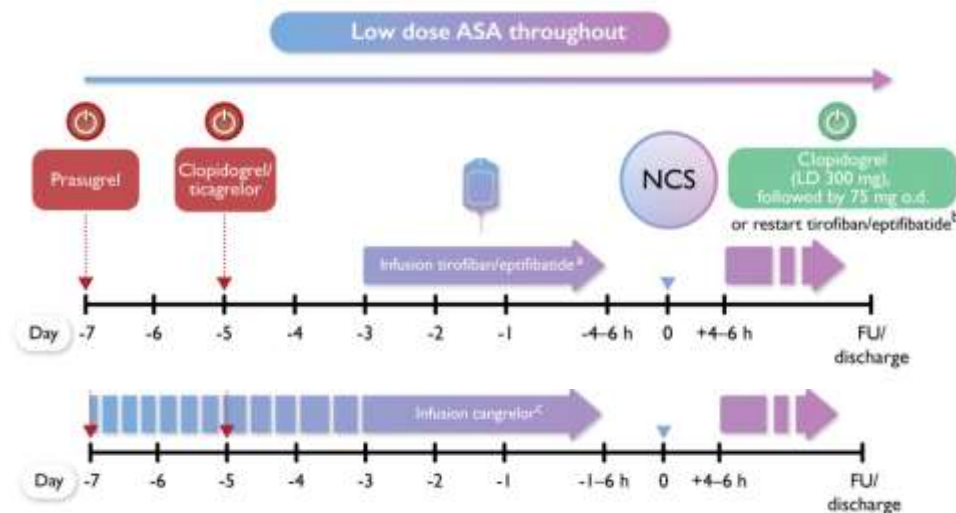 Low dose ASA throughout
Prasugrel
Clopidogrel/
ticagrelor
NCS
Clopidogrel
(LD 300 mg),
followed by 75 mg o.d.
or restart tirofiban/eptifibatide b
Infusion tirofiban/eptifibatide a
Day -7 -6 -5 -4 -3 -2 -1 -4–6 h 0 +4–6 h FU/
discharge
Infusion cangrelor c
Day -7 -6 -5 -4 -3 -2 -1 -1–6 h 0 +4–6 h FU/
discharge